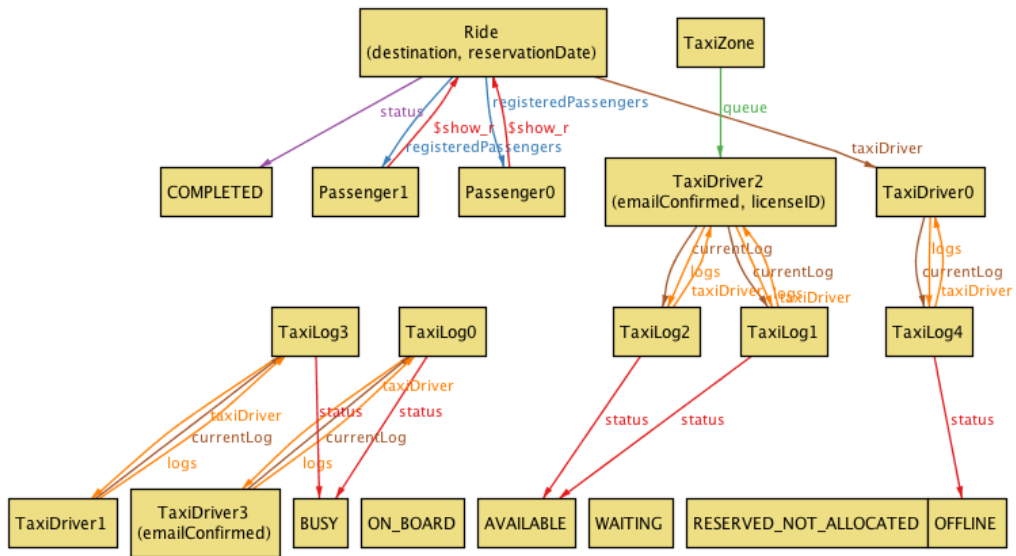 Ride
(destination, reservationDate)
TaxiZone
status
registeredPassengers
queue
$show_r
$show_r
registeredPassengers
taxiDriver
COMPLETED
Passenger1
Passenger0
TaxiDriver2
(emailConfirmed, licenseID)
TaxiDriver0
currentLog
logs
currentLog
logs
currentLog
taxiDriver
logs
taxiDriver
taxiDriver
TaxiLog3
TaxiLog0
TaxiLog2
TaxiLog1
TaxiLog4
taxiDriver
status
status
status
status
status
taxiDriver
currentLog
currentLog
logs
logs
TaxiDriver1
TaxiDriver3
(emailConfirmed)
BUSY
ON_BOARD
AVAILABLE
WAITING
RESERVED_NOT_ALLOCATED
OFFLINE